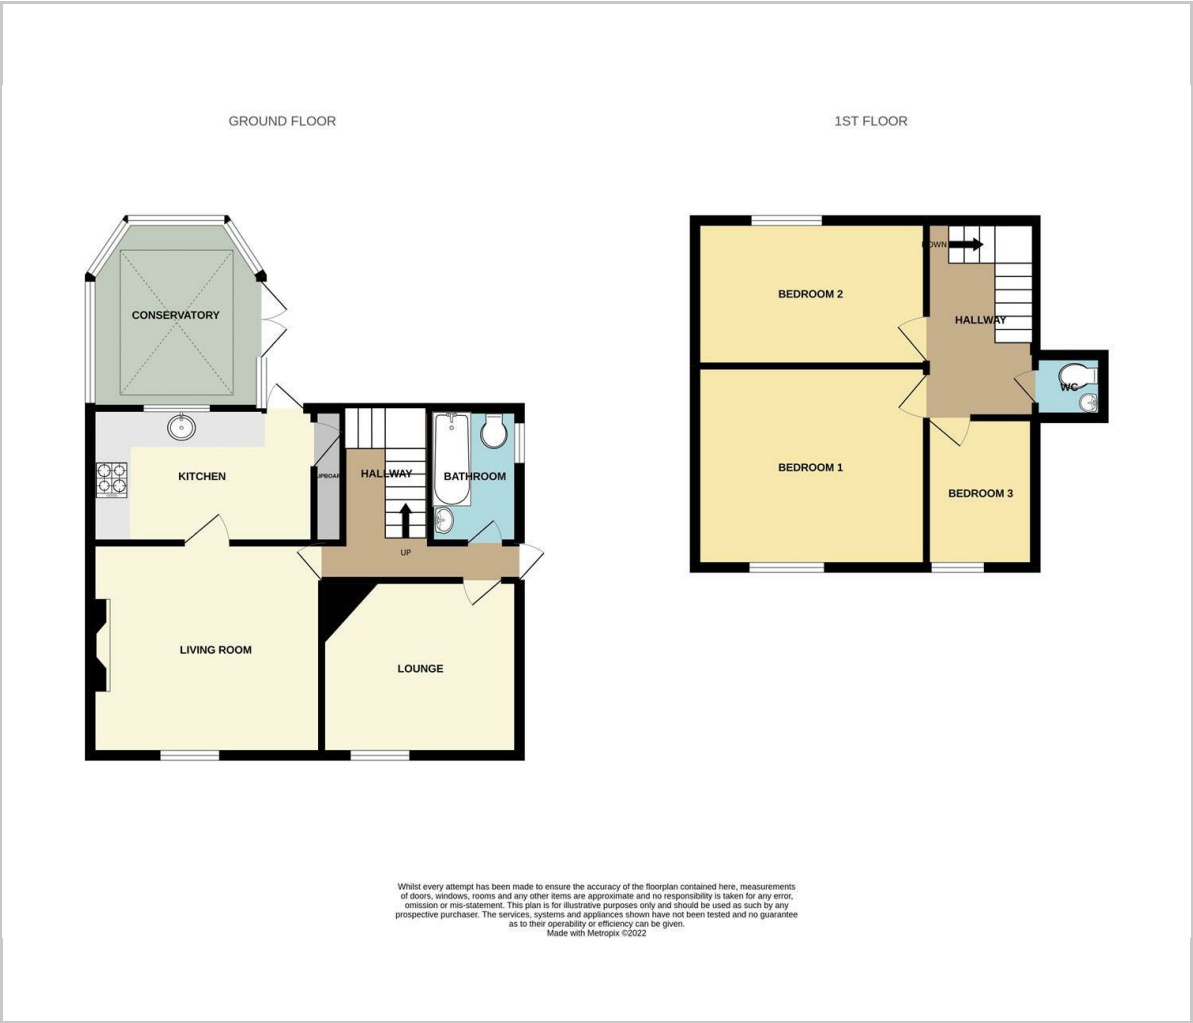 GROUND FLOOR
1ST FLOOR
CONSERVATORY
KITCHEN
UPBOAR
HALLWAY
BATHROOM
UP
LIVING ROOM
LOUNGE
BEDROOM 2
DOWN
HALLWAY
WC
BEDROOM 1
BEDROOM 3
Whilst every attempt has been made to ensure the accuracy of the floorplan contained here, measurements
of doors, windows, rooms and any other items are approximate and no responsibility is taken for any error,
omission or mis-statement. This plan is for illustrative purposes only and should be used as such by any
prospective purchaser. The services, systems and appliances shown have not been tested and no guarantee
as to their operability or efficiency can be given.
Made with Metropix ©2022